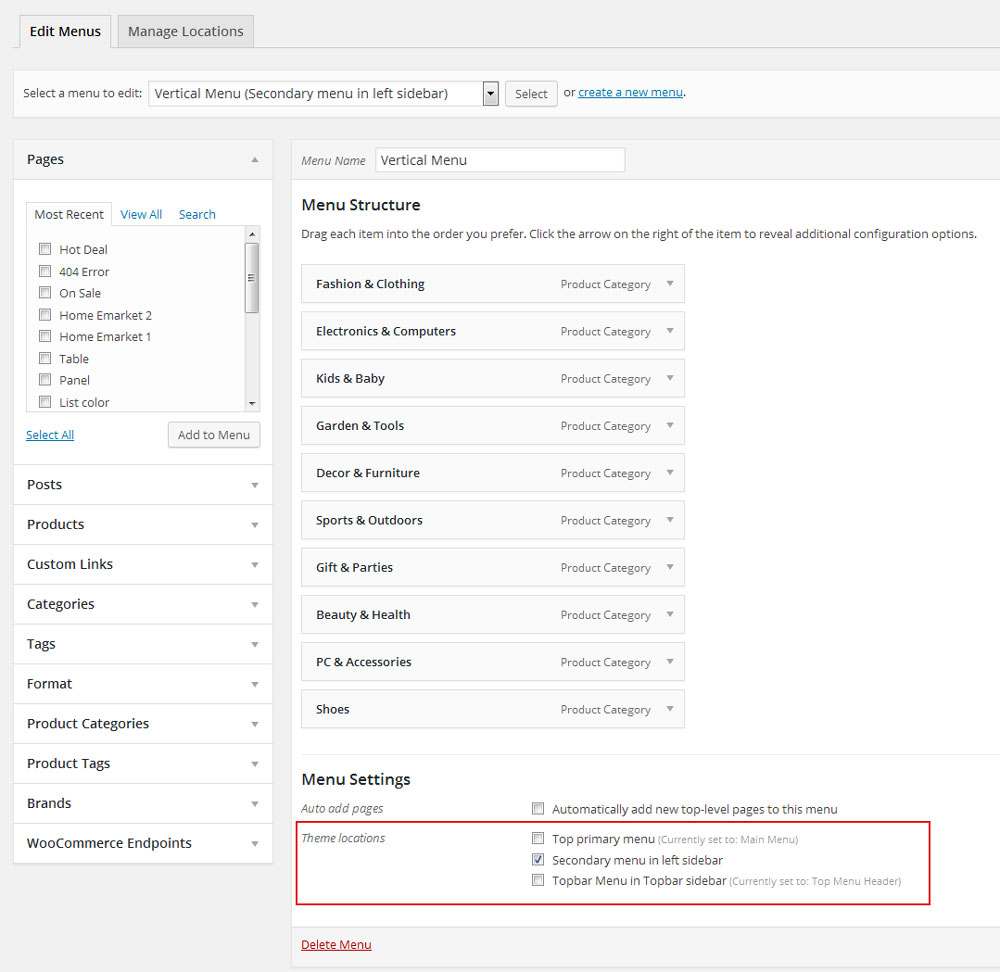 Edit Menus
Manage Locations
Select a menu to edit: Vertical Menu (Secondary menu in left sidebar) Select or create a new menu.
Pages
Most Recent View All Search
Hot Deal
404 Error
On Sale
Home Emarket 2
Home Emarket 1
Table
Panel
List color
Select All Add to Menu
Posts
Products
Custom Links
Categories
Tags
Format
Product Categories
Product Tags
Brands
WooCommerce Endpoints
Menu Name Vertical Menu
Menu Structure
Drag each item into the order you prefer. Click the arrow on the right of the item to reveal additional configuration options.
Fashion & Clothing Product Category
Electronics & Computers Product Category
Kids & Baby Product Category
Garden & Tools Product Category
Decor & Furniture Product Category
Sports & Outdoors Product Category
Gift & Parties Product Category
Beauty & Health Product Category
PC & Accessories Product Category
Shoes Product Category
Menu Settings
Auto add pages Automatically add new top-level pages to this menu
Theme locations Top primary menu (Currently set to: Main Menu)
Secondary menu in left sidebar
Topbar Menu in Topbar sidebar (Currently set to: Top Menu Header)
Delete Menu